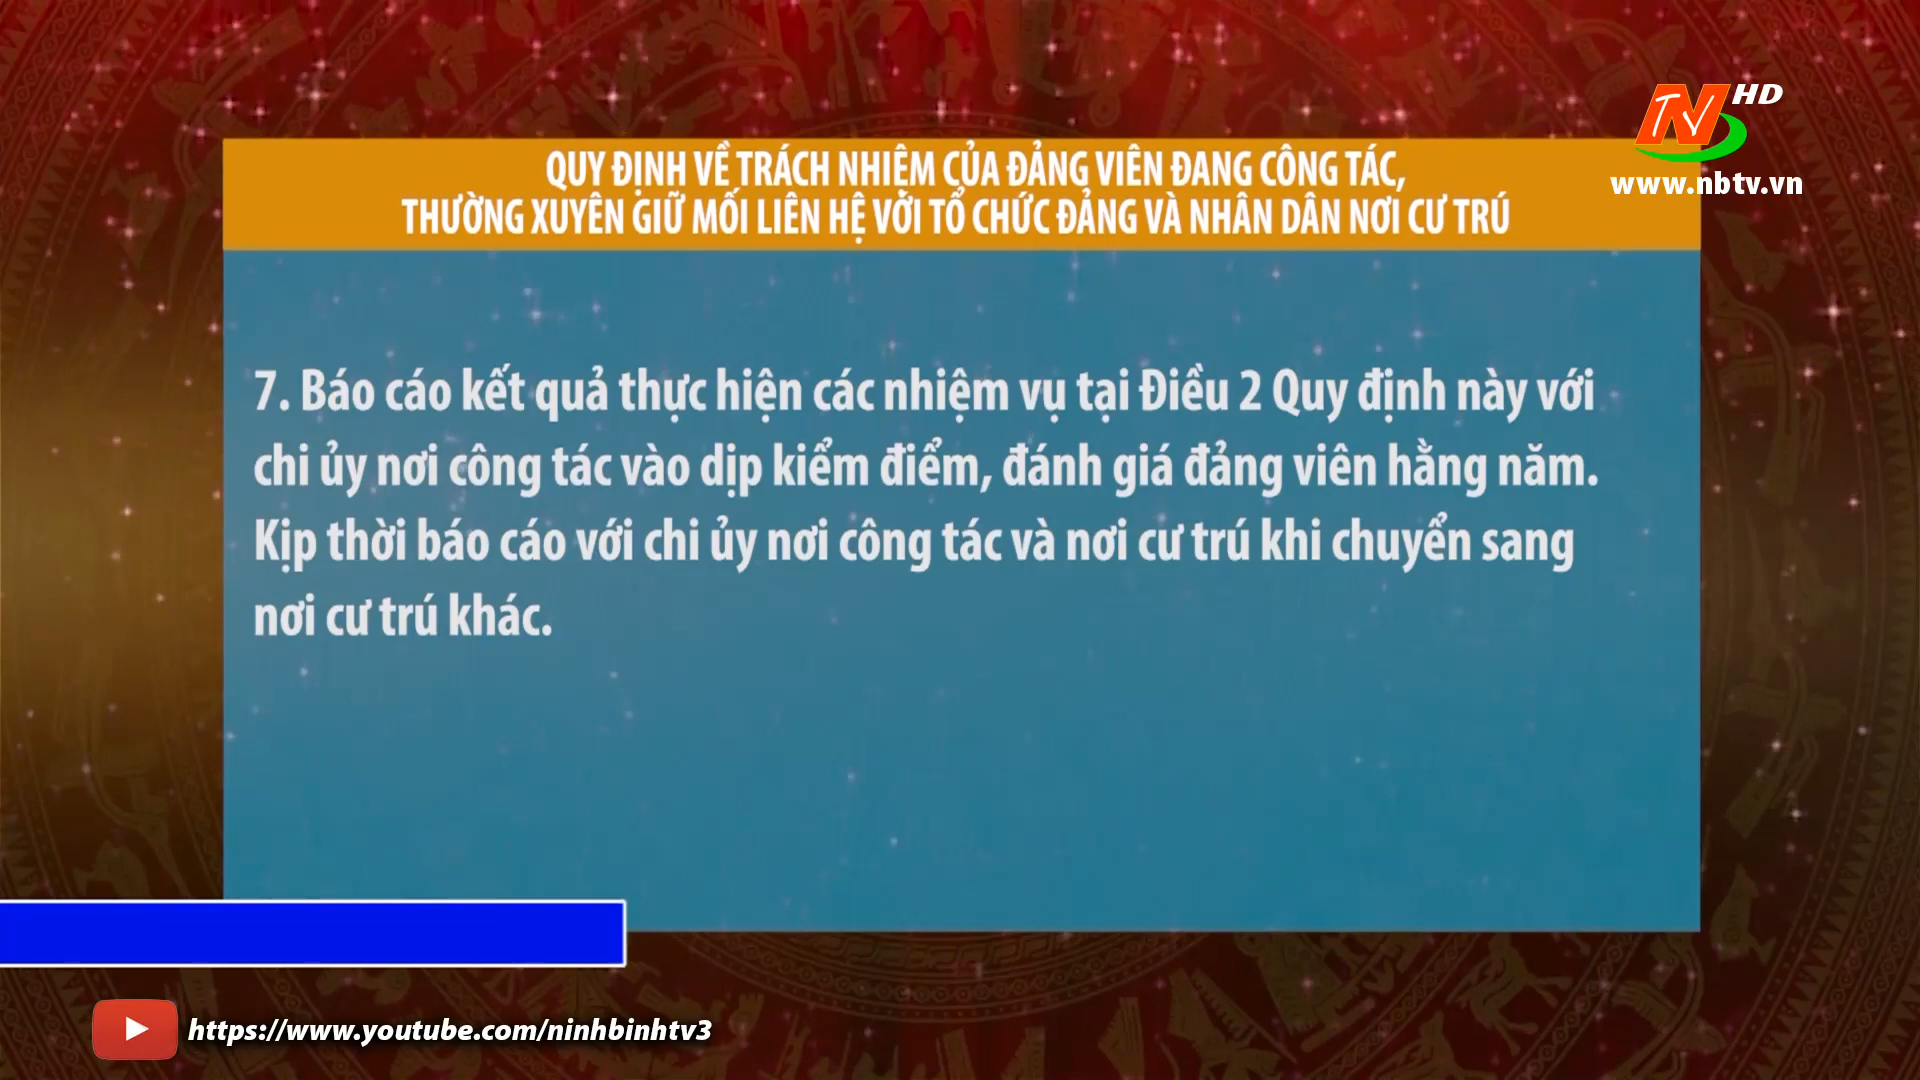 TV N HD
www.nbtv.vn
QUY ĐỊNH VỀ TRÁCH NHIỆM CỦA ĐẢNG VIÊN ĐANG CÔNG TÁC,
THƯỜNG XUYÊN GIỮ MỐI LIÊN HỆ VỚI TỔ CHỨC ĐẢNG VÀ NHÂN DÂN NƠI CƯ TRÚ
7. Báo cáo kết quả thực hiện các nhiệm vụ tại Điều 2 Quy định này với
chi ủy nơi công tác vào dịp kiểm điểm, đánh giá đảng viên hằng năm.
Kịp thời báo cáo với chi ủy nơi công tác và nơi cư trú khi chuyển sang
nơi cư trú khác.
https://www.youtube.com/ninhbinhtv3